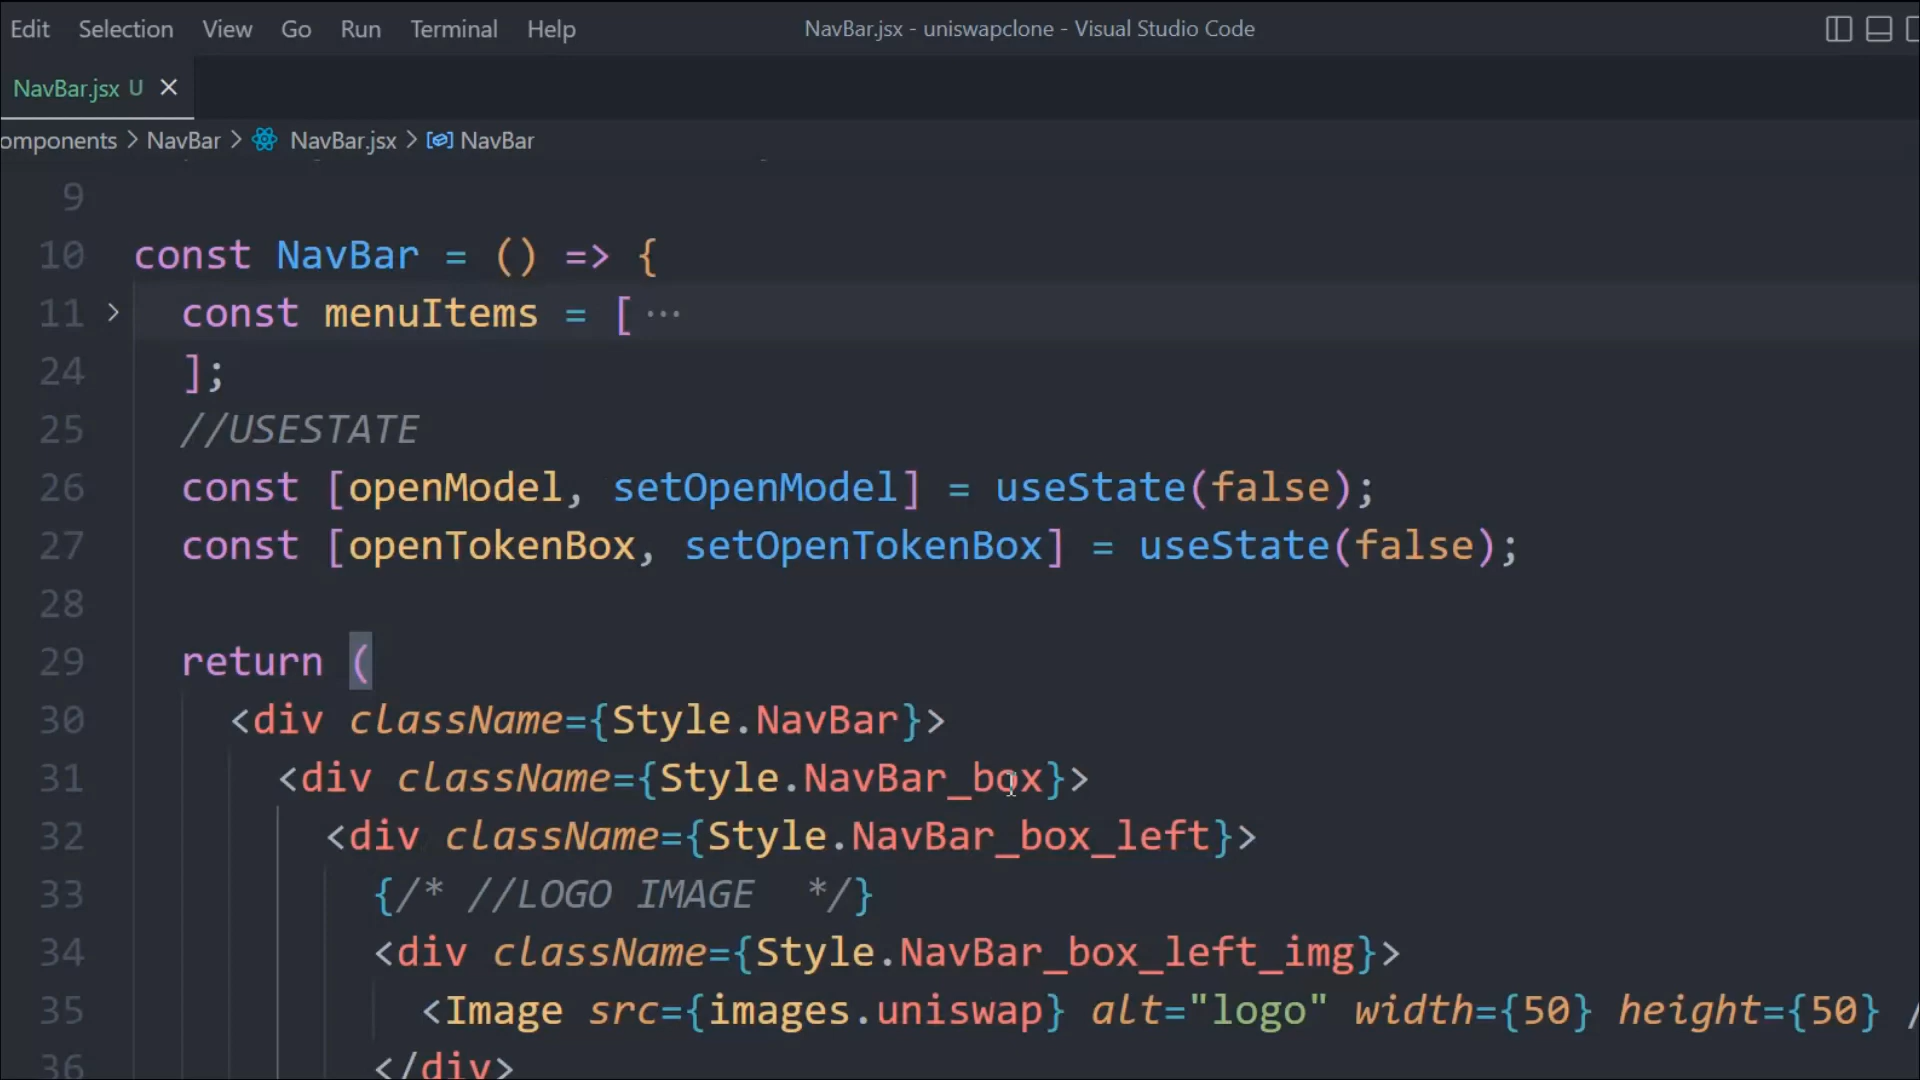 Edit Selection View Go Run Terminal Help NavBar.jsx - uniswapclone - Visual Studio Code
NavBar.jsx U
omponents > NavBar > NavBar.jsx > NavBar
9
10 const NavBar = () => {
11 > const menuItems = [ ···
24 ];
25 //USESTATE
26 const [openModel, setOpenModel] = useState(false);
27 const [openTokenBox, setOpenTokenBox] = useState(false);
28
29 return (
30 <div className={Style.NavBar}>
31 <div className={Style.NavBar_box}>
32 <div className={Style.NavBar_box_left}>
33 {/* //LOGO IMAGE  */}
34 <div className={Style.NavBar_box_left_img}>
35 <Image src={images.uniswap} alt="logo" width={50} height={50} /
36 </div>